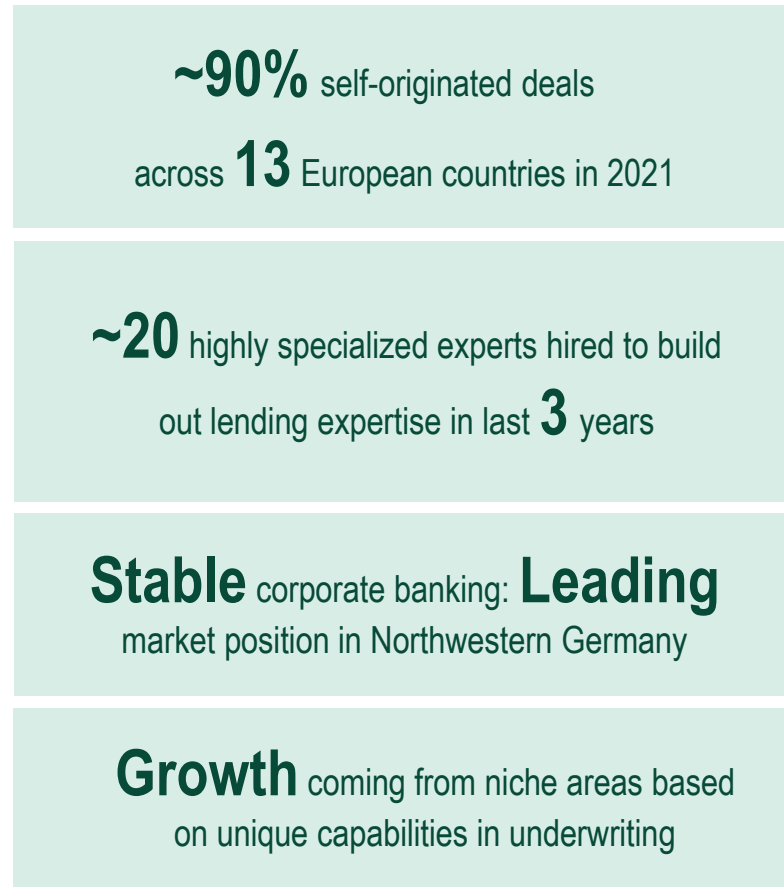 ~90% self-originated deals
across 13 European countries in 2021
~20 highly specialized experts hired to build
out lending expertise in last 3 years
Stable corporate banking: Leading
market position in Northwestern Germany
Growth coming from niche areas based
on unique capabilities in underwriting